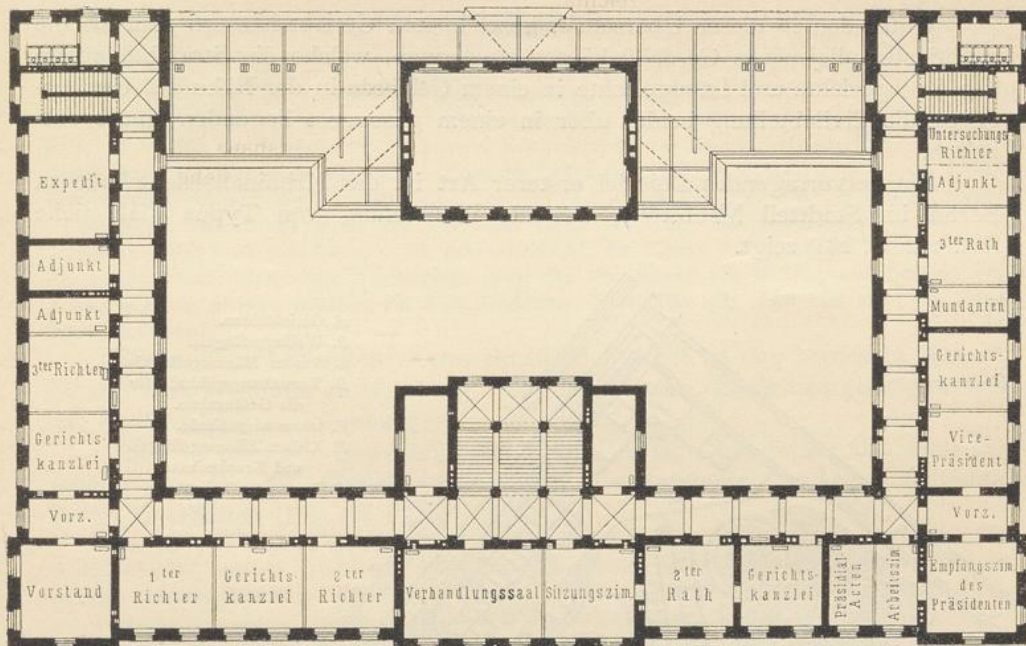 Expedit
Adjunkt
Adjunkt
3ter Richter
Gerichts-
kanzlei
Vorz.
Vorstand
1ter
Richter
Gerichts-
kanzlei
2ter
Richter
Verhandlungssaal
Sitzungszim.
2ter
Rath
Gerichts-
kanzlei
Präsidial-
Acten
Arbeitszim.
Empfangszim.
des
Präsidenten
Vorz.
Vice-
Präsident
Gerichts-
kanzlei
Mundanten
3ter Rath
Adjunkt
Untersuchungs
Richter